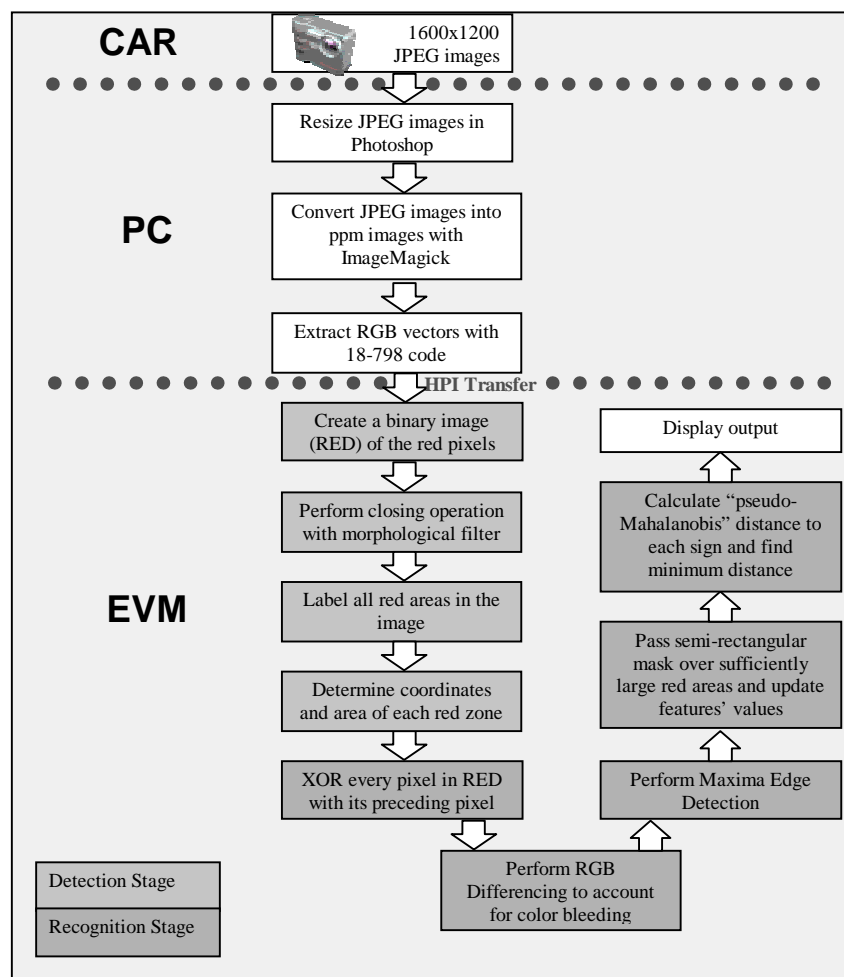 CAR
1600x1200
JPEG images
Resize JPEG images in
Photoshop
PC
Convert JPEG images into
ppm images with
ImageMagick
Extract RGB vectors with
18-798 code
HPI Transfer
EVM
Create a binary image
(RED) of the red pixels
Perform closing operation
with morphological filter
Label all red areas in the
image
Determine coordinates
and area of each red zone
XOR every pixel in RED
with its preceding pixel
Perform RGB
Differencing to account
for color bleeding
Perform Maxima Edge
Detection
Pass semi-rectangular
mask over sufficiently
large red areas and update
features’ values
Calculate “pseudo-
Mahalanobis” distance to
each sign and find
minimum distance
Display output
Detection Stage
Recognition Stage